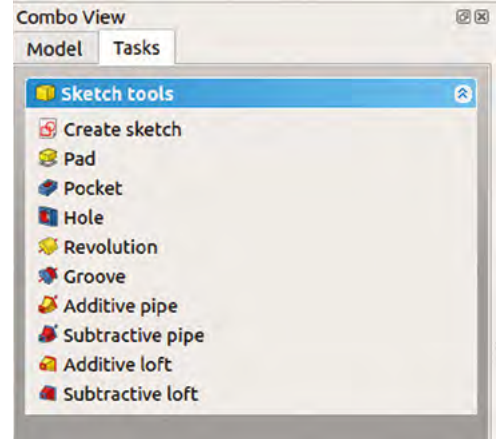 Combo View
Model Tasks
Sketch tools
Create sketch
Pad
Pocket
Hole
Revolution
Groove
Additive pipe
Subtractive pipe
Additive loft
Subtractive loft